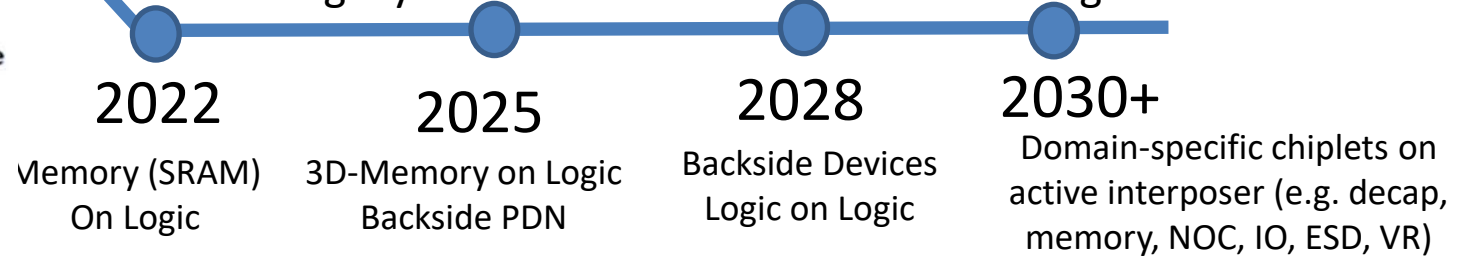 2022
2025
2028
2030+
Memory (SRAM)
On Logic
3D-Memory on Logic
Backside PDN
Backside Devices
Logic on Logic
Domain-specific chiplets on
active interposer (e.g. decap,
memory, NOC, IO, ESD, VR)